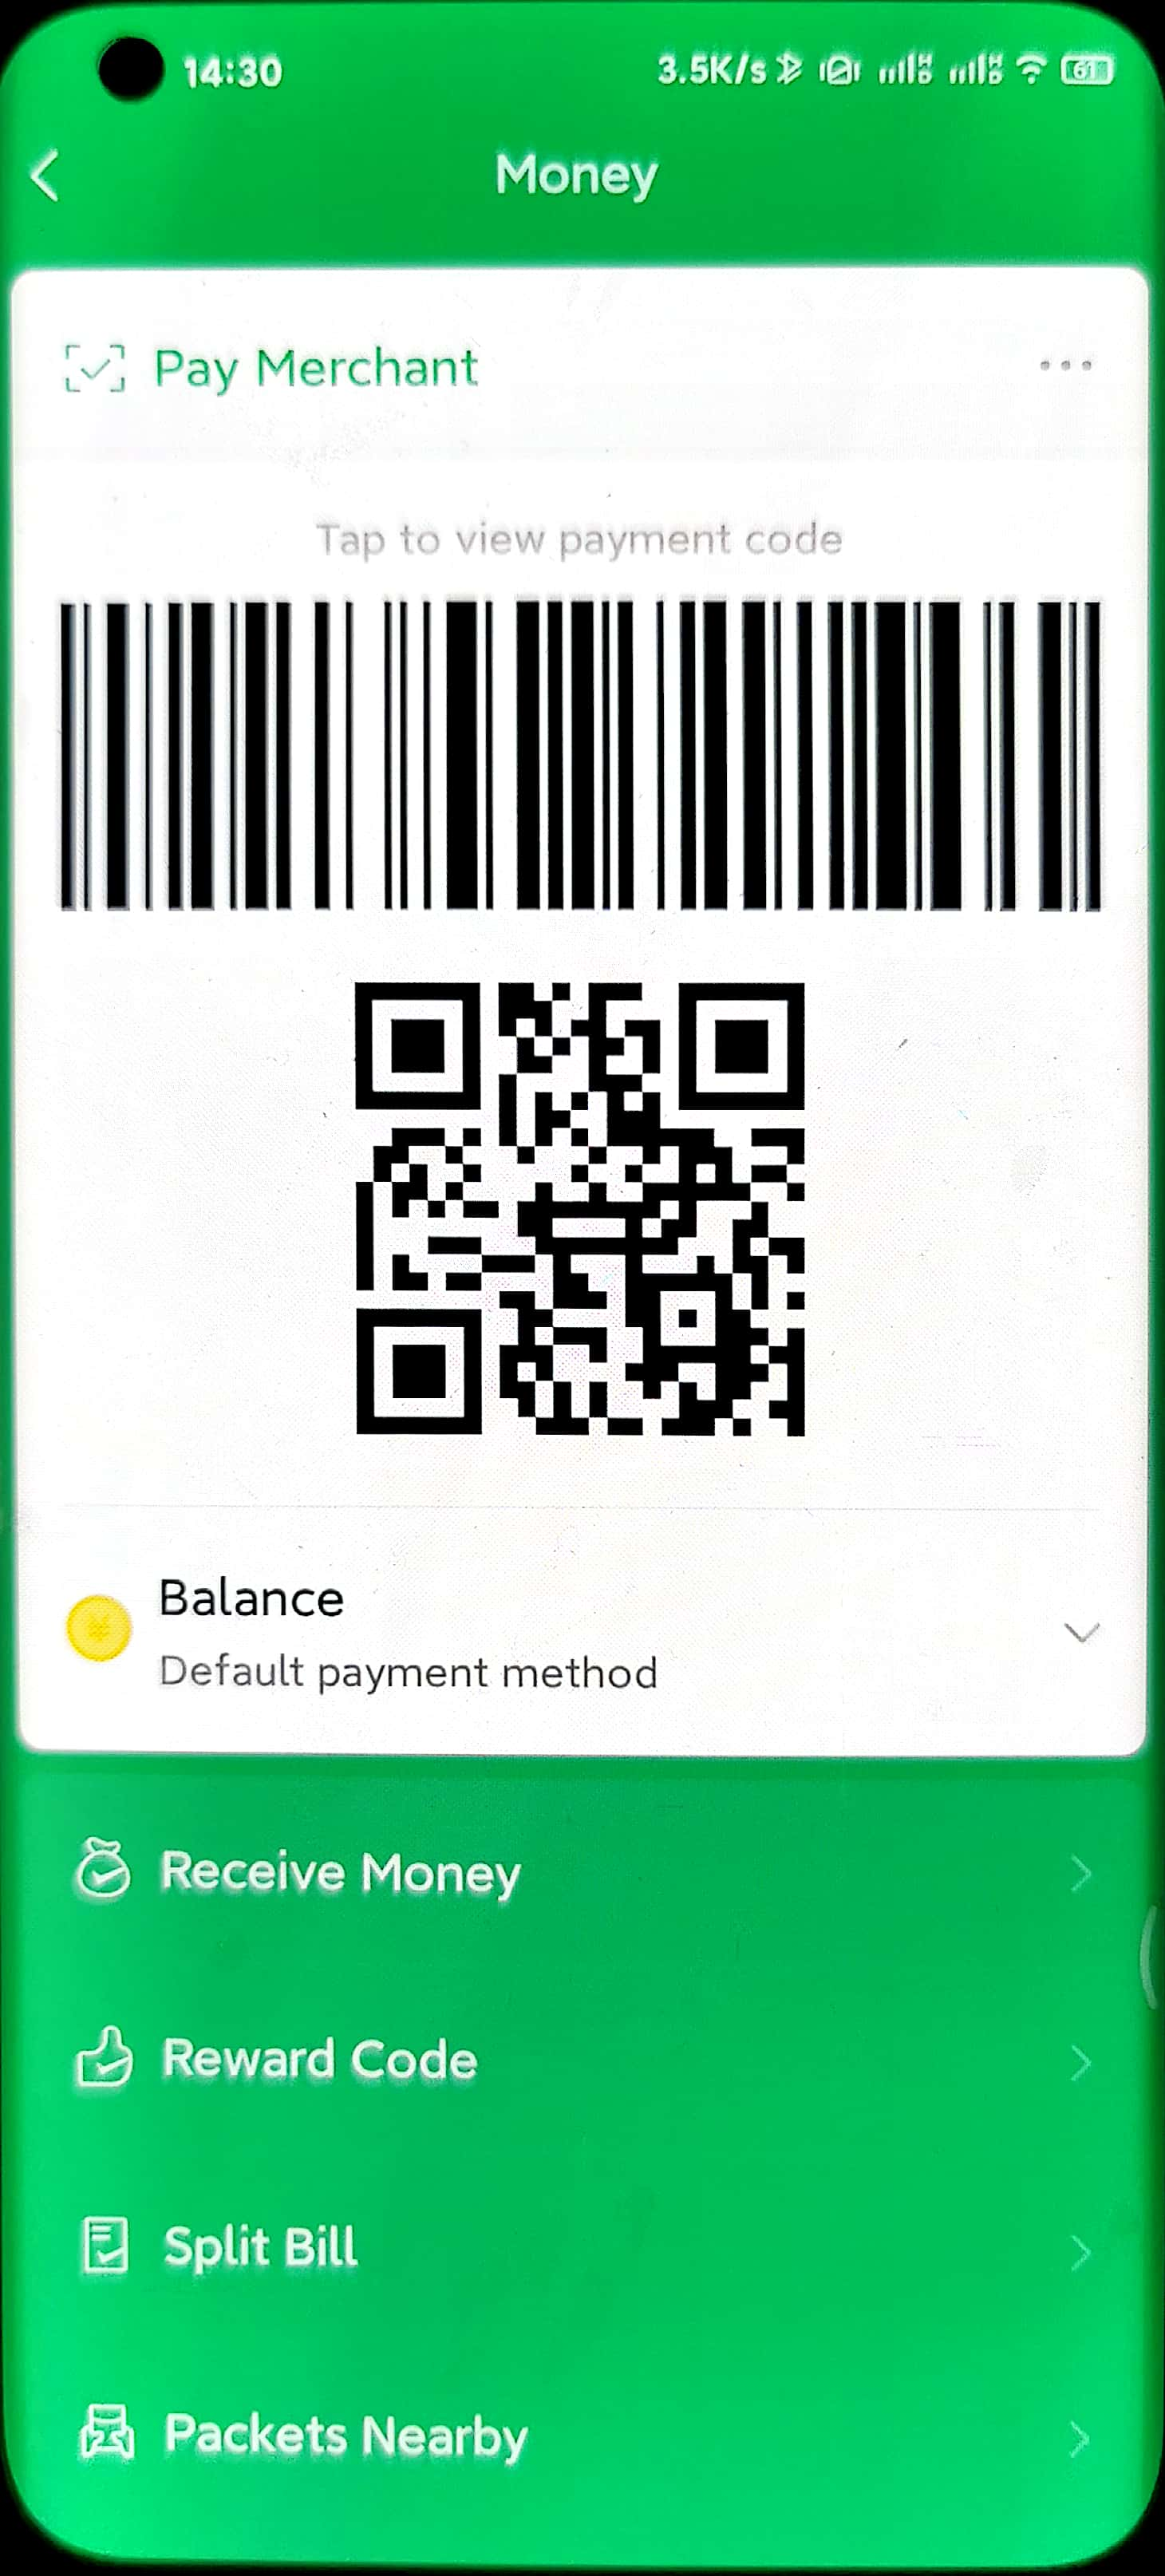 14:30 3.5K/s 61
Money
Pay Merchant
Tap to view payment code
Balance
Default payment method
Receive Money
Reward Code
Split Bill
Packets Nearby